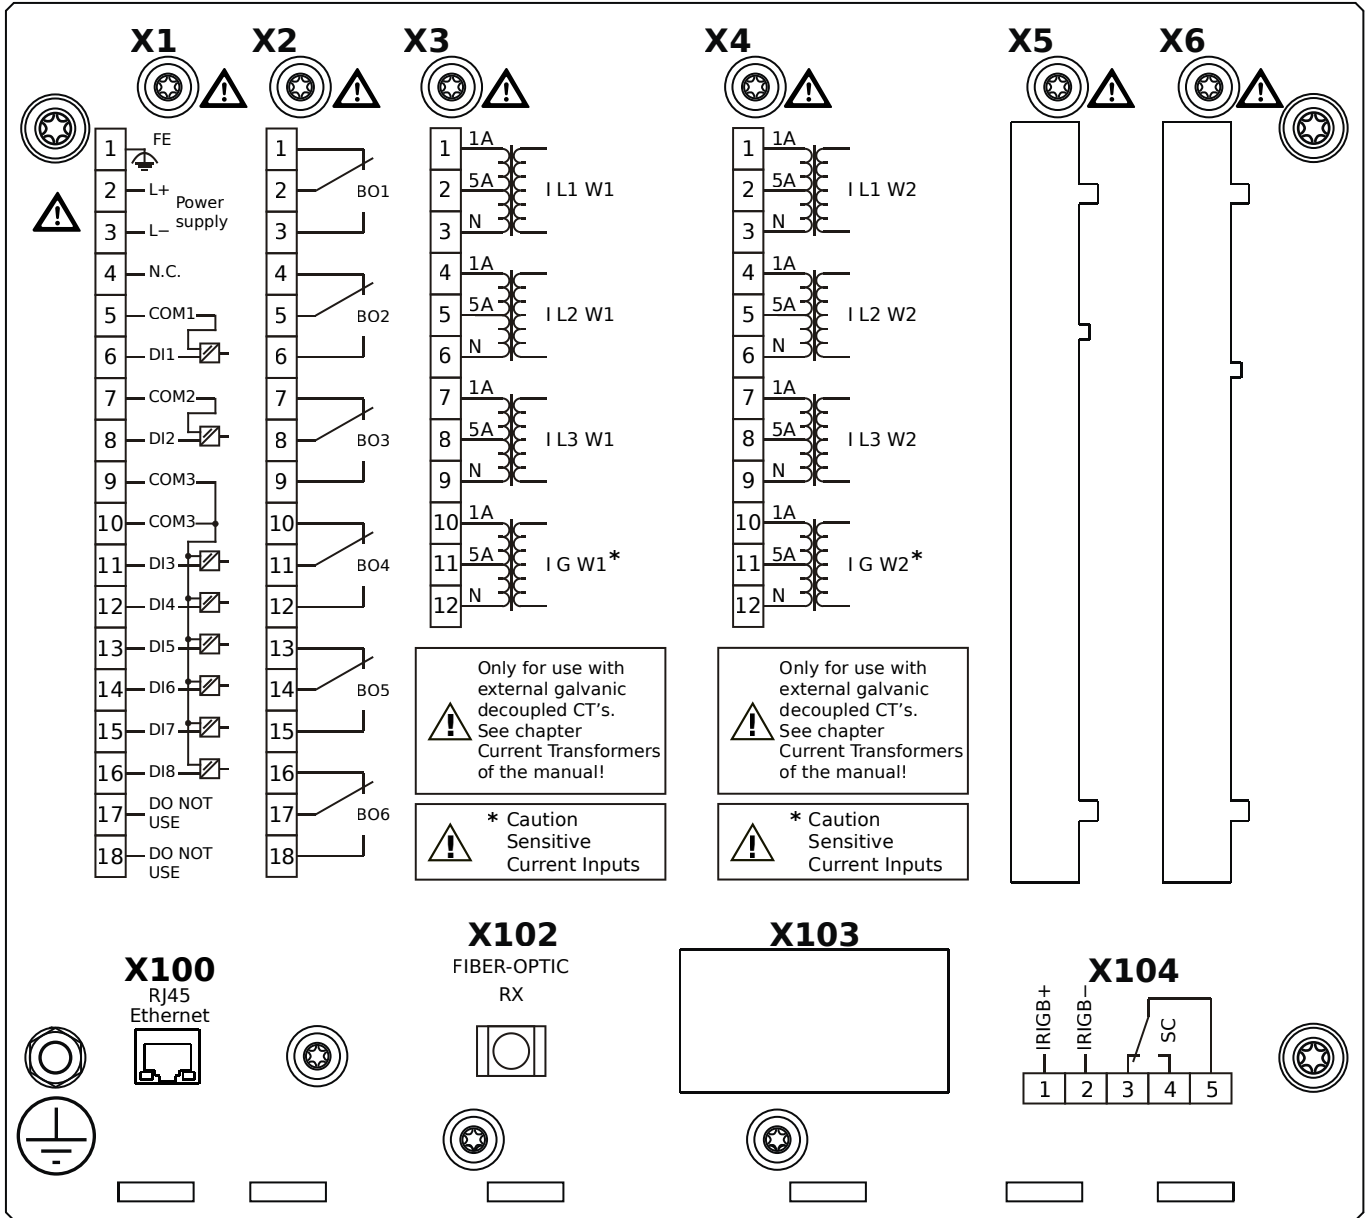 X1
X2
X3
X4
X5
X6
1 FE
2 L+
Power
supply
3 L−
4 N.C.
5 COM1
6 DI1
7 COM2
8 DI2
9 COM3
10 COM3
11 DI3
12 DI4
13 DI5
14 DI6
15 DI7
16 DI8
17 DO NOT
USE
18 DO NOT
USE
1
2 BO1
3
4
5 BO2
6
7
8 BO3
9
10
11 BO4
12
13
14 BO5
15
16
17 BO6
18
1 1A
2 5A I L1 W1
3 N
4 1A
5 5A I L2 W1
6 N
7 1A
8 5A I L3 W1
9 N
10 1A
11 5A I G W1*
12 N
! Only for use with
external galvanic
decoupled CT's.
See chapter
Current Transformers
of the manual!
! * Caution
Sensitive
Current Inputs
1 1A
2 5A I L1 W2
3 N
4 1A
5 5A I L2 W2
6 N
7 1A
8 5A I L3 W2
9 N
10 1A
11 5A I G W2*
12 N
! Only for use with
external galvanic
decoupled CT's.
See chapter
Current Transformers
of the manual!
! * Caution
Sensitive
Current Inputs
X100
RJ45
Ethernet
X102
FIBER-OPTIC
RX
X103
X104
IRIGB+
IRIGB−
SC
1 2 3 4 5